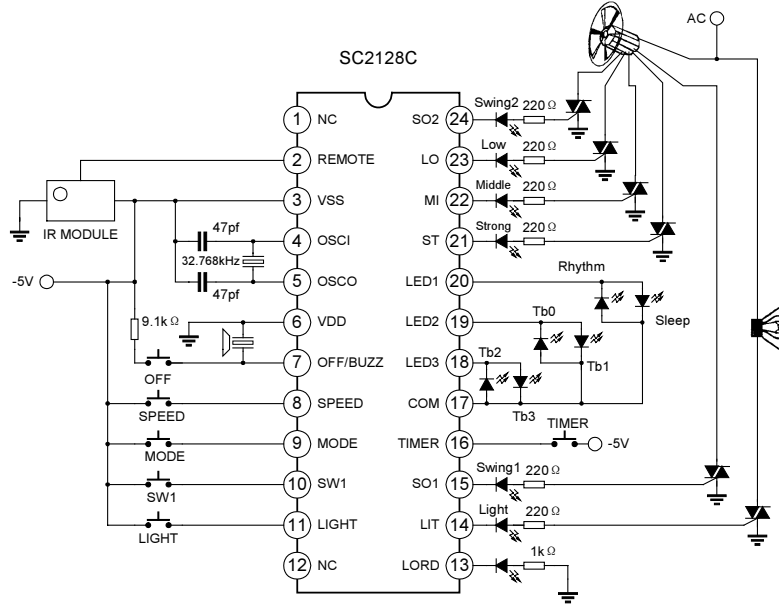 AC
SC2128C
1 NC
2 REMOTE
3 VSS
4 OSCI
5 OSCO
6 VDD
7 OFF/BUZZ
8 SPEED
9 MODE
10 SW1
11 LIGHT
12 NC
SO2 24
LO 23
MI 22
ST 21
LED1 20
LED2 19
LED3 18
COM 17
TIMER 16
SO1 15
LIT 14
LORD 13
IR MODULE
47pf
32.768kHz
47pf
-5V
9.1kΩ
OFF
SPEED
MODE
SW1
LIGHT
Swing2 220Ω
Low 220Ω
Middle 220Ω
Strong 220Ω
Rhythm
Sleep
Tb0
Tb1
Tb2
Tb3
TIMER
-5V
Swing1 220Ω
Light 220Ω
1kΩ